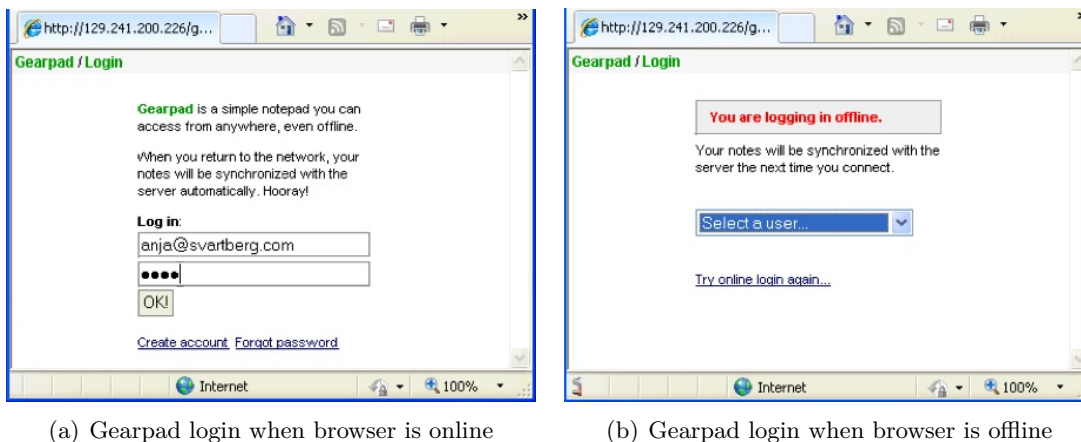 http://129.241.200.226/g...
»
Gearpad / Login
Gearpad is a simple notepad you can
access from anywhere, even offline.
When you return to the network, your
notes will be synchronized with the
server automatically. Hooray!
Log in:
anja@svartberg.com
••••
OK!
Create account Forgot password
Internet
100%
(a) Gearpad login when browser is online
http://129.241.200.226/g...
Gearpad / Login
You are logging in offline.
Your notes will be synchronized with the
server the next time you connect.
Select a user...
Try online login again...
Internet
100%
(b) Gearpad login when browser is offline